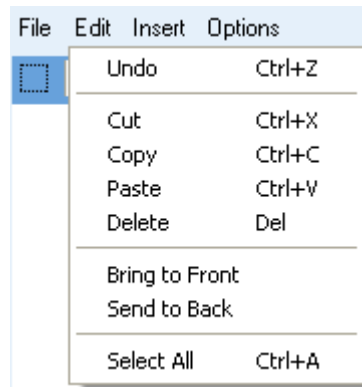 File Edit Insert Options
Undo Ctrl+Z
Cut Ctrl+X
Copy Ctrl+C
Paste Ctrl+V
Delete Del
Bring to Front
Send to Back
Select All Ctrl+A